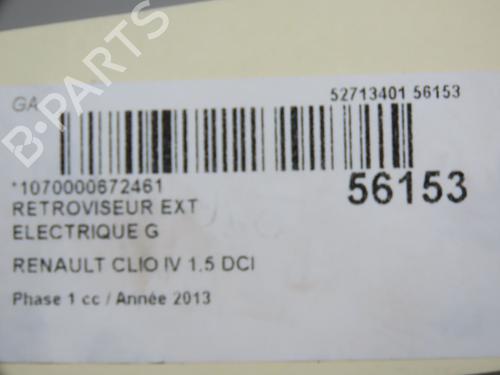 GA
52713401 56153
*1070000672461
56153
RETROVISEUR EXT
ELECTRIQUE G
RENAULT CLIO IV 1.5 DCI
Phase 1 cc / Année 2013
B-PARTS